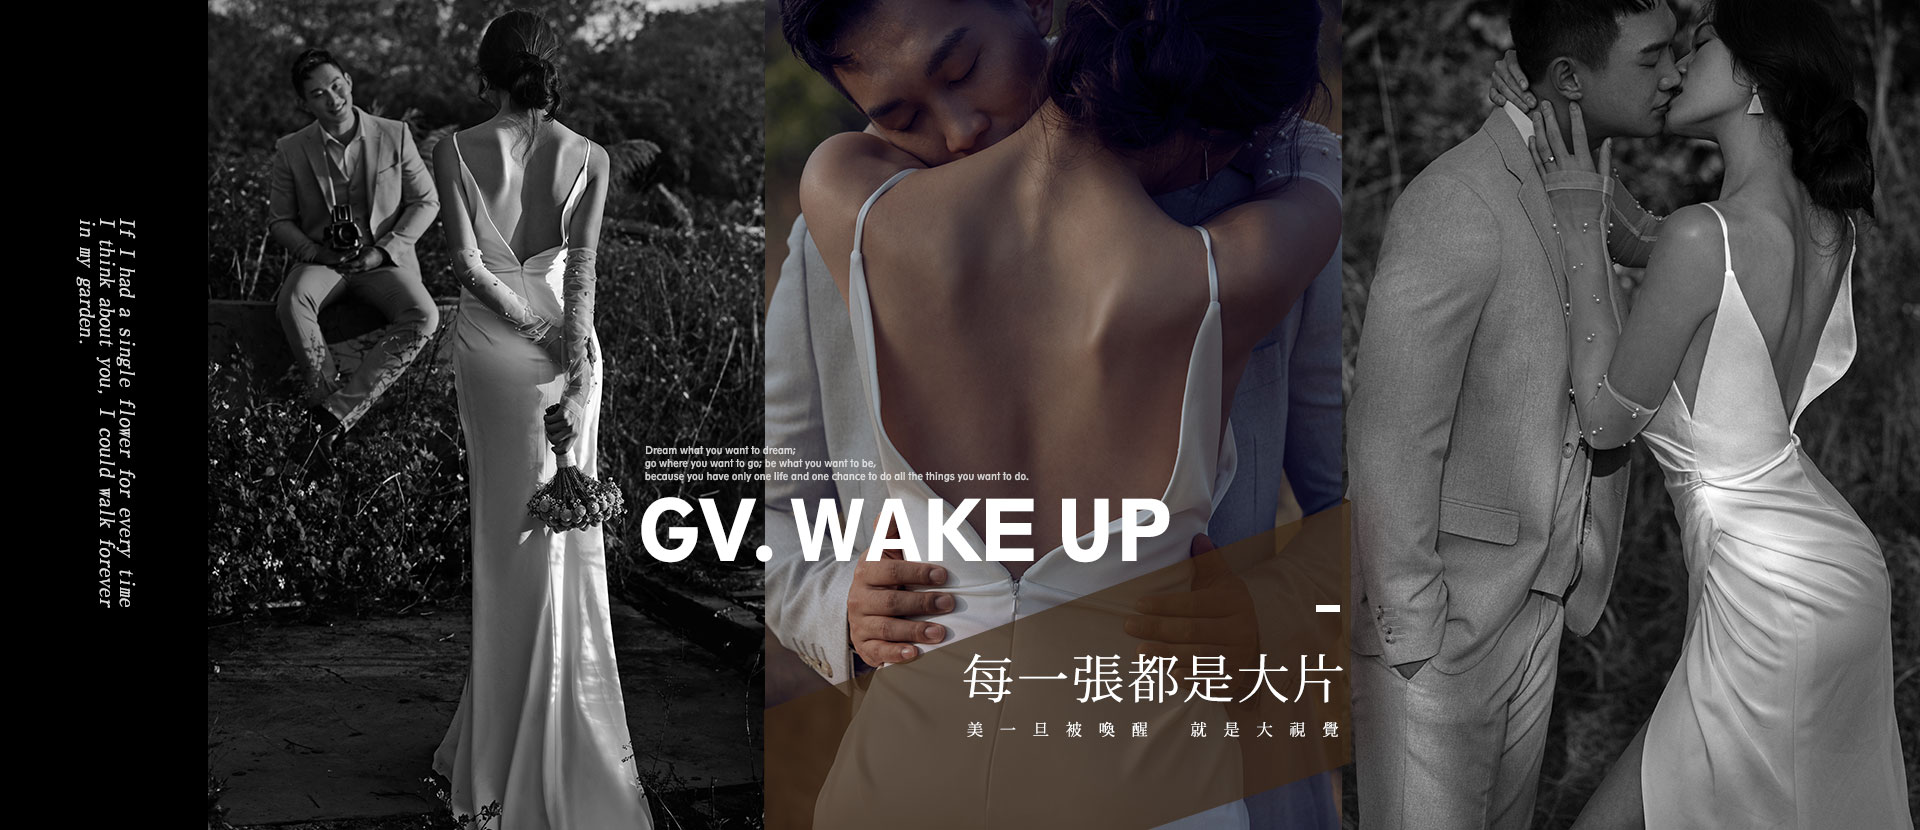 If I had a single flower for every time
I think about you, I could walk forever
in my garden.
Dream what you want to dream;
go where you want to go; be what you want to be,
because you have only one life and one chance to do all the things you want to do.
GV. WAKE UP
每一張都是大片
美一旦被喚醒 就是大視覺